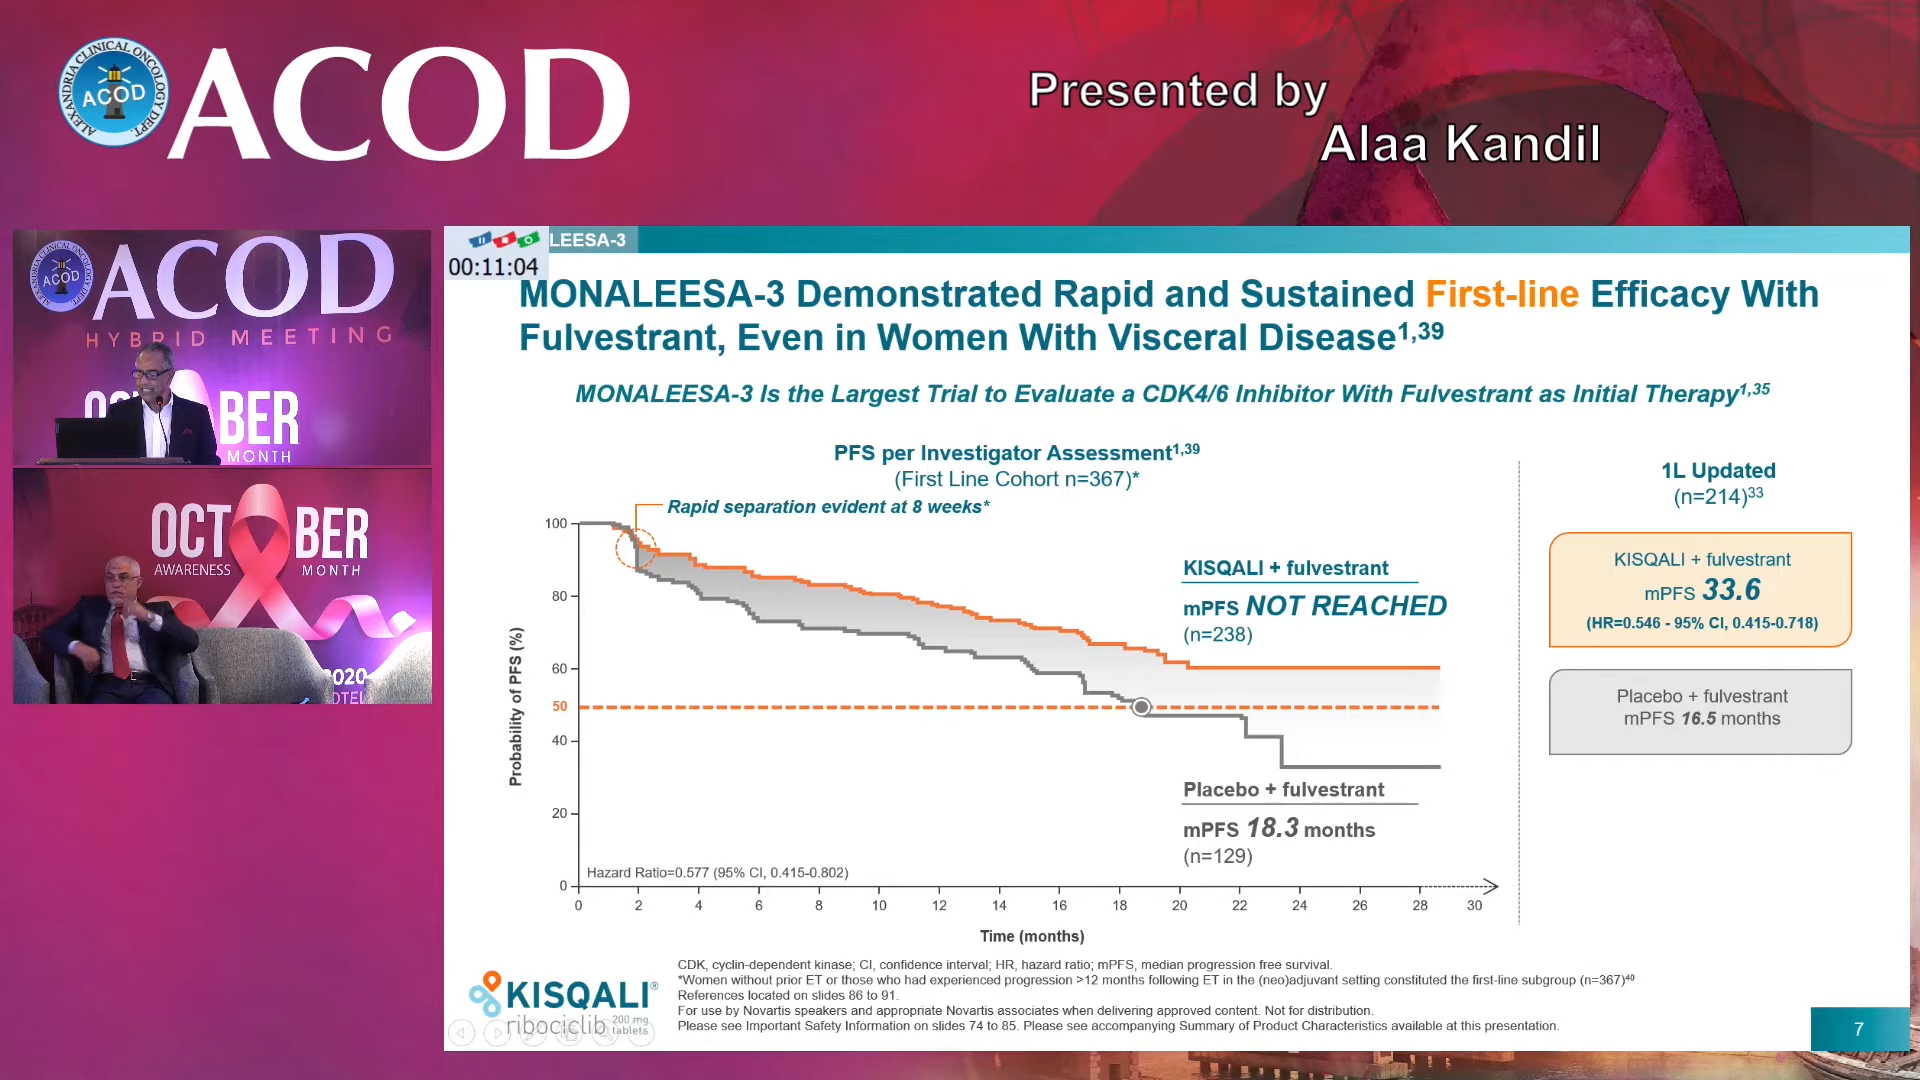 ACOD
ALEXANDRIA CLINICAL ONCOLOGY DEPT.
ACOD
Presented by
Alaa Kandil
ACOD
ACOD
HYBRID MEETING
BER
MONTH
OCT BER
AWARENESS MONTH
2020
LEESA-3
00:11:04
MONALEESA-3 Demonstrated Rapid and Sustained First-line Efficacy With
Fulvestrant, Even in Women With Visceral Disease1,39
MONALEESA-3 Is the Largest Trial to Evaluate a CDK4/6 Inhibitor With Fulvestrant as Initial Therapy1,35
PFS per Investigator Assessment1,39
(First Line Cohort n=367)*
Rapid separation evident at 8 weeks*
Probability of PFS (%)
100
80
60
50
40
20
0
KISQALI + fulvestrant
mPFS NOT REACHED
(n=238)
Placebo + fulvestrant
mPFS 18.3 months
(n=129)
Hazard Ratio=0.577 (95% CI, 0.415-0.802)
0 2 4 6 8 10 12 14 16 18 20 22 24 26 28 30
Time (months)
1L Updated
(n=214)33
KISQALI + fulvestrant
mPFS 33.6
(HR=0.546 - 95% CI, 0.415-0.718)
Placebo + fulvestrant
mPFS 16.5 months
KISQALI®
ribociclib 200 mg
tablets
CDK, cyclin-dependent kinase; CI, confidence interval; HR, hazard ratio; mPFS, median progression free survival.
*Women without prior ET or those who had experienced progression >12 months following ET in the (neo)adjuvant setting constituted the first-line subgroup (n=367)40
References located on slides 86 to 91.
For use by Novartis speakers and appropriate Novartis associates when delivering approved content. Not for distribution.
Please see Important Safety Information on slides 74 to 85. Please see accompanying Summary of Product Characteristics available at this presentation.
7